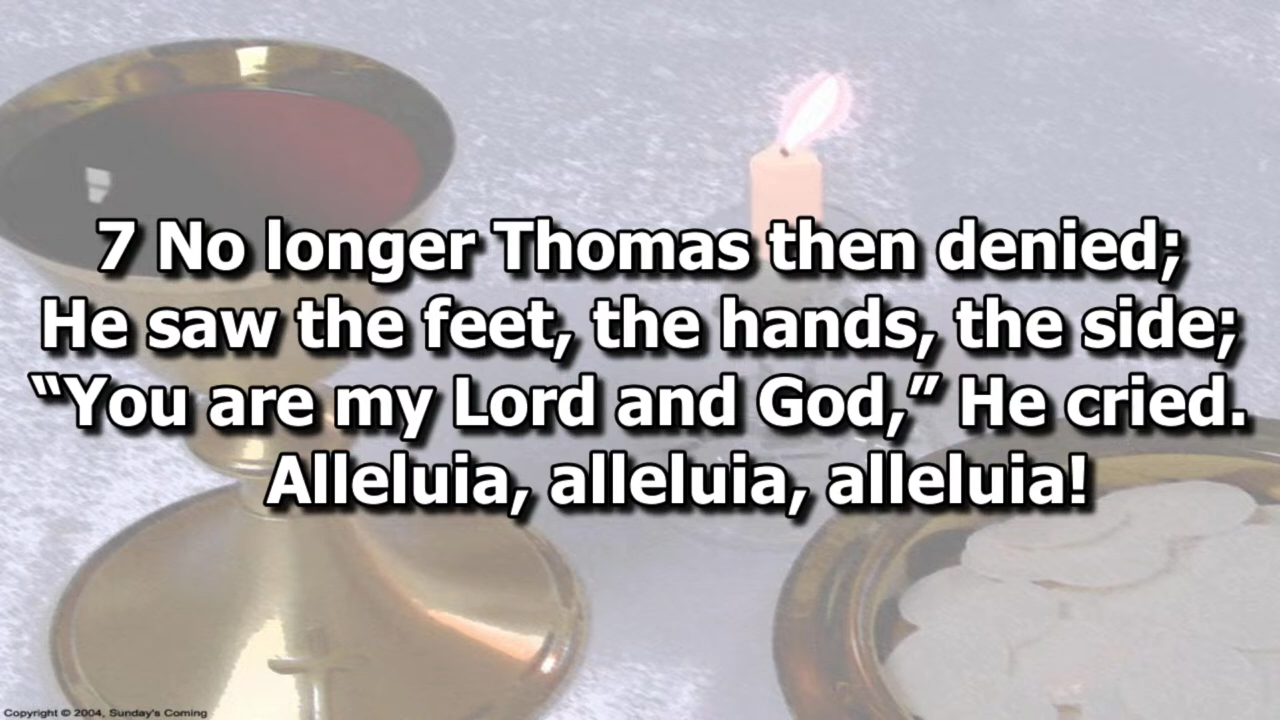 7 No longer Thomas then denied;
He saw the feet, the hands, the side;
“You are my Lord and God,” He cried.
Alleluia, alleluia, alleluia!
Copyright © 2004, Sunday's Coming